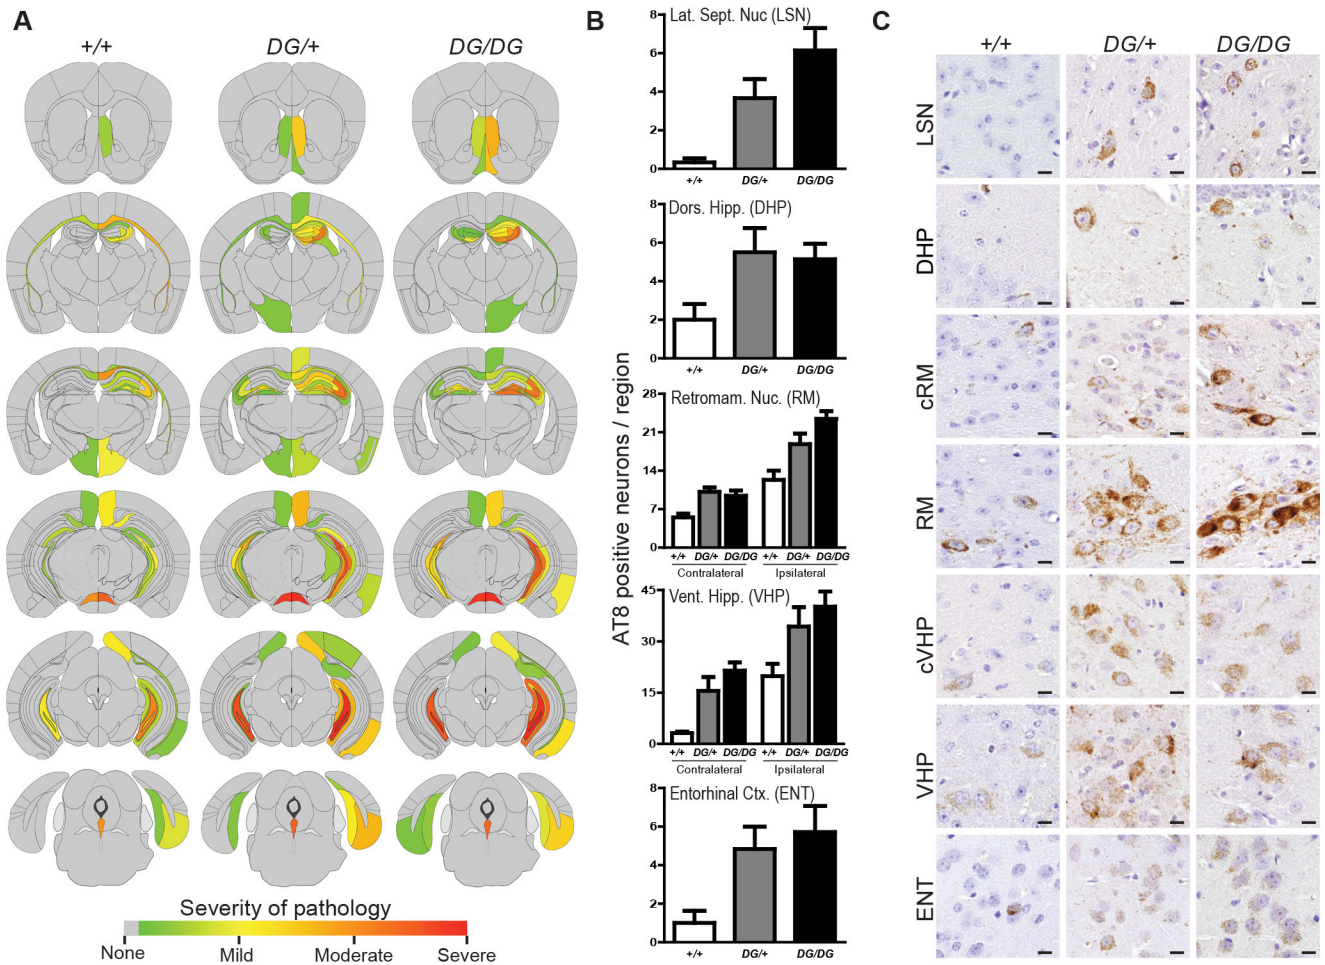 A
+/+
DG/+
DG/DG
Severity of pathology
None
Mild
Moderate
Severe
B
AT8 positive neurons / region
Lat. Sept. Nuc (LSN)
8
6
4
2
0
+/+
DG/+
DG/DG
Dors. Hipp. (DHP)
8
6
4
2
0
+/+
DG/+
DG/DG
Retromam. Nuc. (RM)
28
21
14
7
0
+/+
DG/+
DG/DG
+/+
DG/+
DG/DG
Contralateral
Ipsilateral
Vent. Hipp. (VHP)
45
30
15
0
+/+
DG/+
DG/DG
+/+
DG/+
DG/DG
Contralateral
Ipsilateral
Entorhinal Ctx. (ENT)
8
6
4
2
0
+/+
DG/+
DG/DG
C
+/+
DG/+
DG/DG
LSN
DHP
cRM
RM
cVHP
VHP
ENT